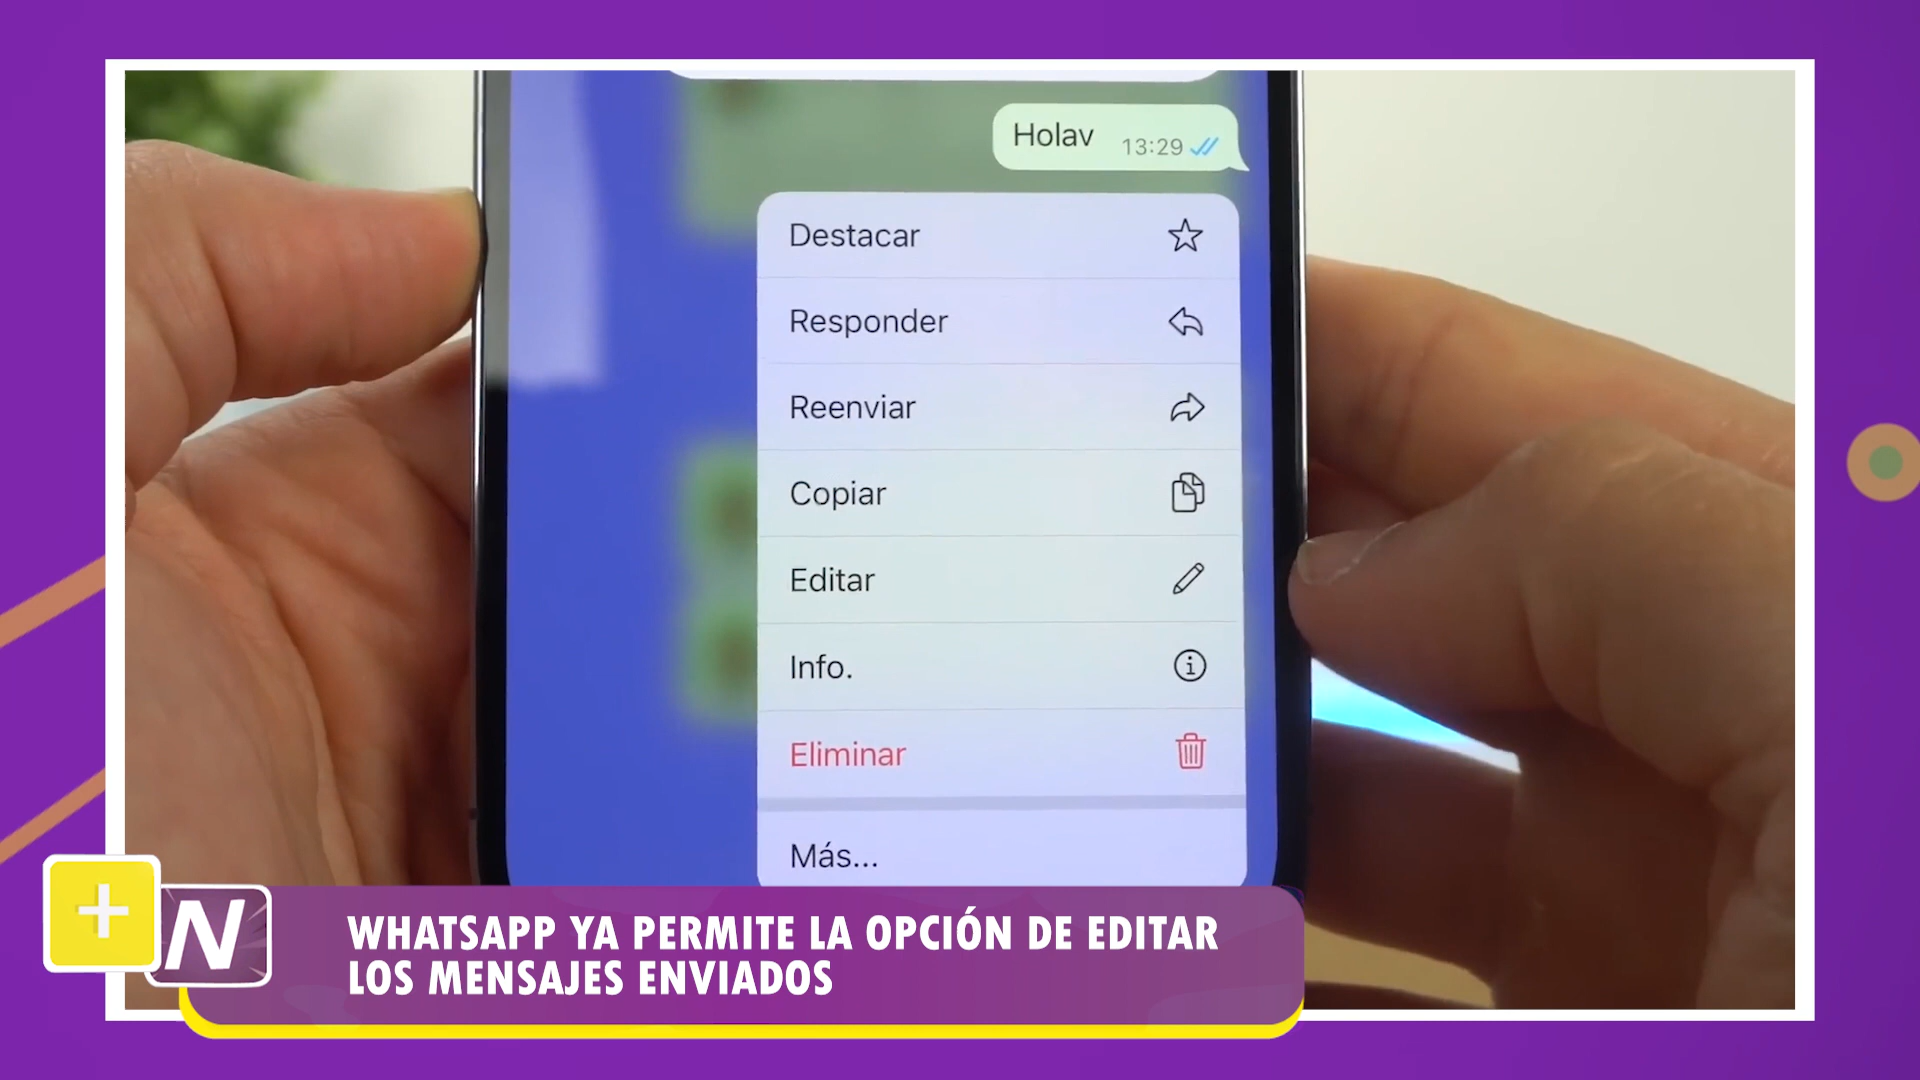 Holav 13:29
Destacar
Responder
Reenviar
Copiar
Editar
Info.
Eliminar
Más...
+N
WHATSAPP YA PERMITE LA OPCIÓN DE EDITAR
LOS MENSAJES ENVIADOS